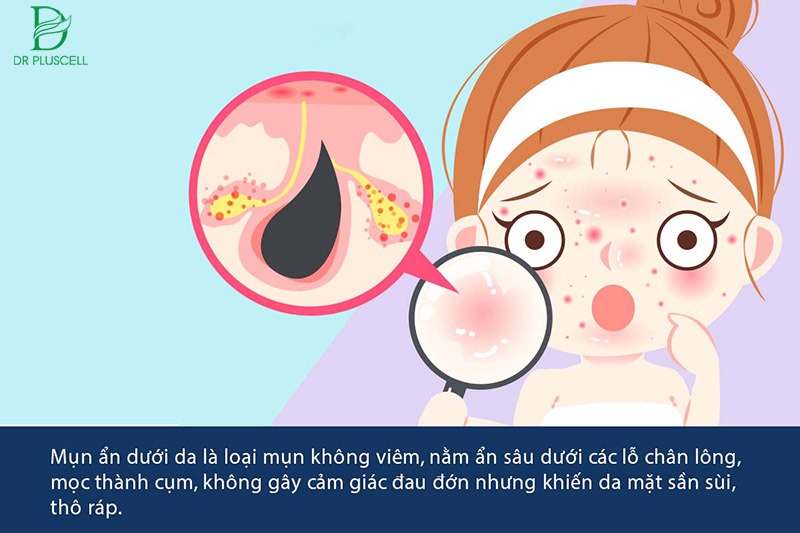 DR PLUSCELL
Mụn ẩn dưới da là loại mụn không viêm, nằm ẩn sâu dưới các lỗ chân lông,
mọc thành cụm, không gây cảm giác đau đớn nhưng khiến da mặt sần sùi,
thô ráp.